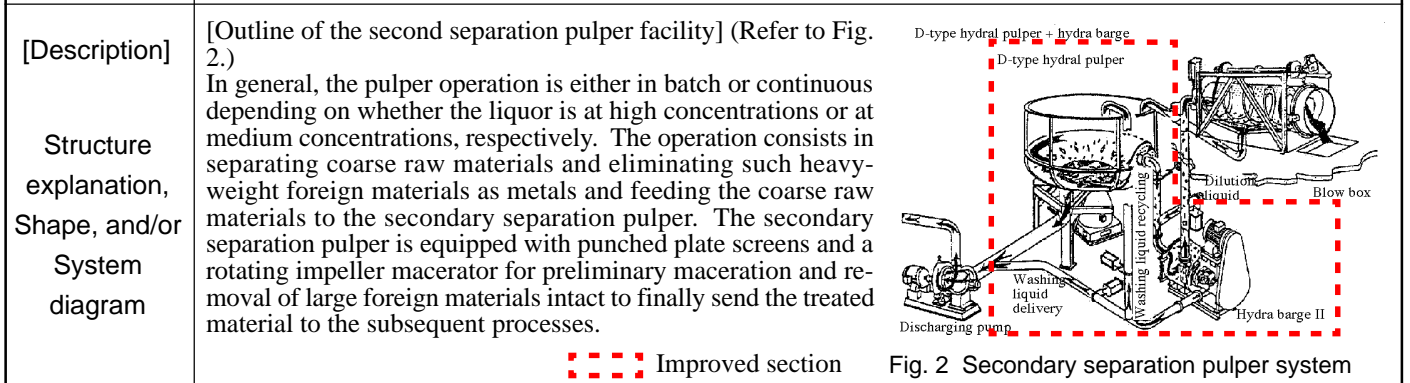 [Description]
Structure
explanation,
Shape, and/or
System
diagram
[Outline of the second separation pulper facility] (Refer to Fig.
2.)
In general, the pulper operation is either in batch or continuous
depending on whether the liquor is at high concentrations or at
medium concentrations, respectively. The operation consists in
separating coarse raw materials and eliminating such heavy-
weight foreign naterials as metals and feeding the coarse raw
materials to the secondary separation pulper. The secondary
separation pulper is equipped with punched plate screens and a
rotating impeller macerator for preliminary maceration and re-
moval of large foreign materials intact to finally send the treated
material to the subsequent processes.
Improved section
D-type hydral pulper + hydra barge
D-type hydral pulper
Dilution
liquid
Blow box
Washing liquid recycling
Washing
liquid
delivery
Hydra barge II
Discharging pump
Fig. 2 Secondary separation pulper system